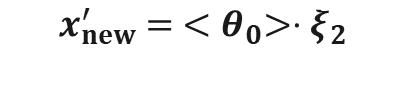 x′new = < θ0 >· ξ2